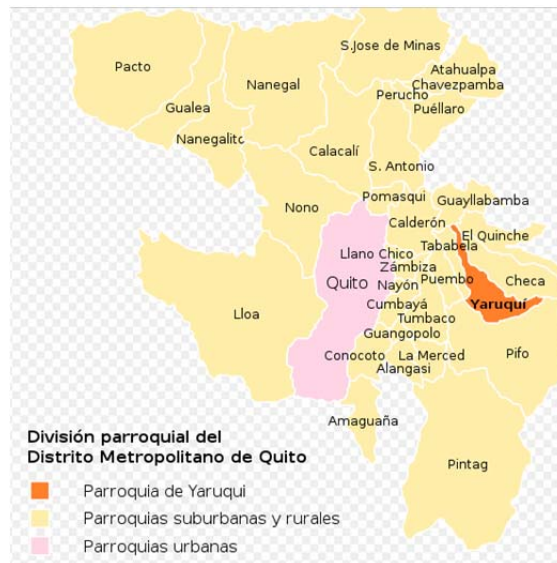 S.Jose de Minas
Pacto
Atahualpa
Nanegal
Chavezpamba
Perucho
Gualea
Puéllaro
Nanegalito
Calacalí
S. Antonio
Pomasqui
Guayllabamba
Nono
Calderón
El Quinche
Tababela
Llano Chico
Zámbiza
Checa
Quito
Nayón
Puembo
Yaruquí
Cumbayá
Lloa
Tumbaco
Guangopolo
Conocoto
La Merced
Pifo
Alangasi
Amaguaña
Pintag
División parroquial del
Distrito Metropolitano de Quito
Parroquia de Yaruqui
Parroquias suburbanas y rurales
Parroquias urbanas